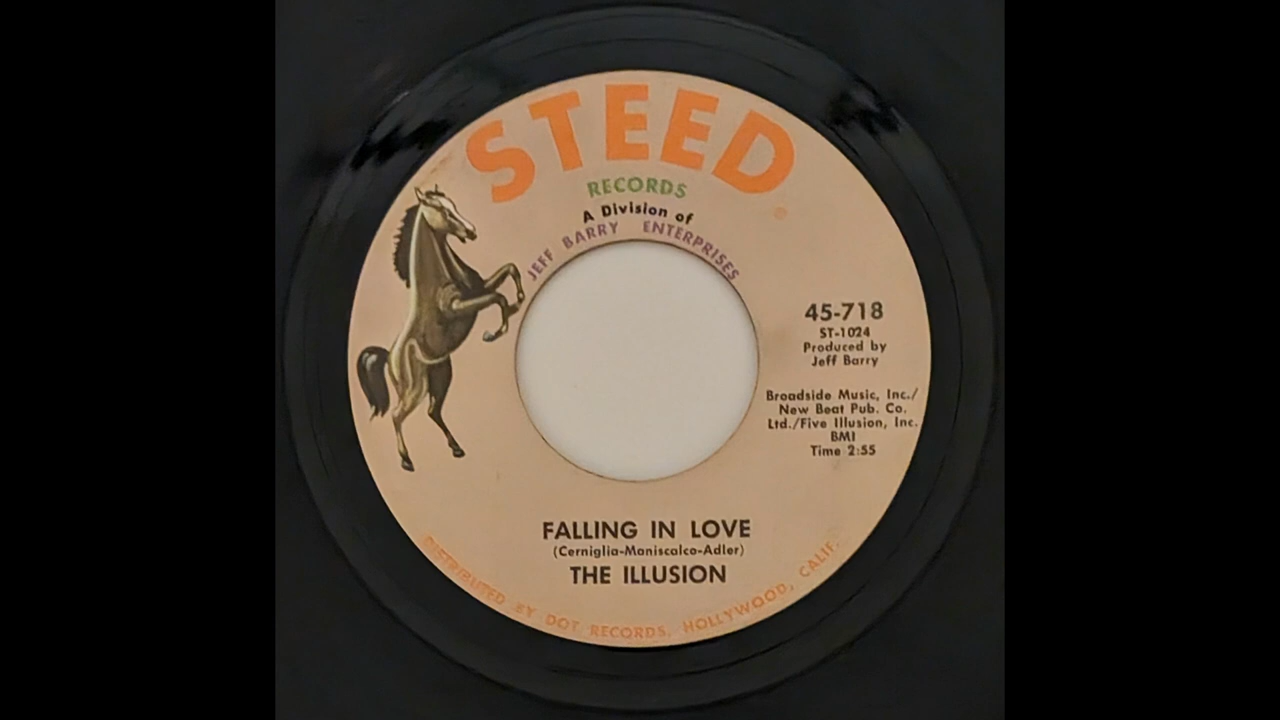 STEED
RECORDS
A Division of
JEFF BARRY ENTERPRISES
45-718
ST-1024
Produced by
Jeff Barry
Broadside Music, Inc./
New Beat Pub. Co.
Ltd./Five Illusion, Inc.
BMI
Time 2:55
FALLING IN LOVE
(Cerniglia-Maniscalco-Adler)
THE ILLUSION
DISTRIBUTED BY DOT RECORDS, HOLLYWOOD, CALIF.